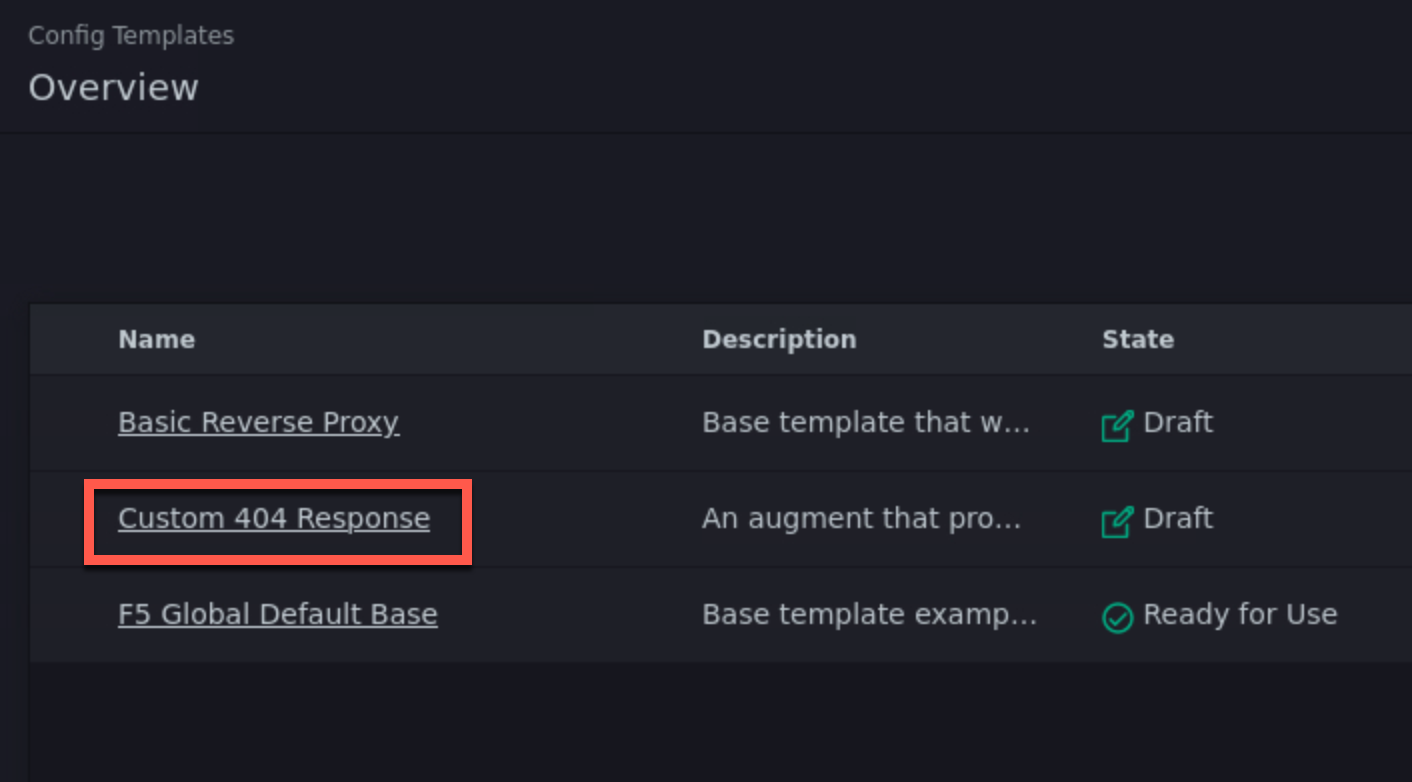 Config Templates
Overview
Name Description State
Basic Reverse Proxy Base template that w... Draft
Custom 404 Response An augment that pro... Draft
F5 Global Default Base Base template examp... Ready for Use